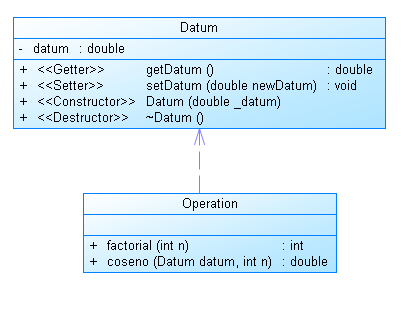 Datum
- datum : double
+ <<Getter>> getDatum () : double
+ <<Setter>> setDatum (double newDatum) : void
+ <<Constructor>> Datum (double _datum)
+ <<Destructor>> ~Datum ()
Operation
+ factorial (int n) : int
+ coseno (Datum datum, int n) : double